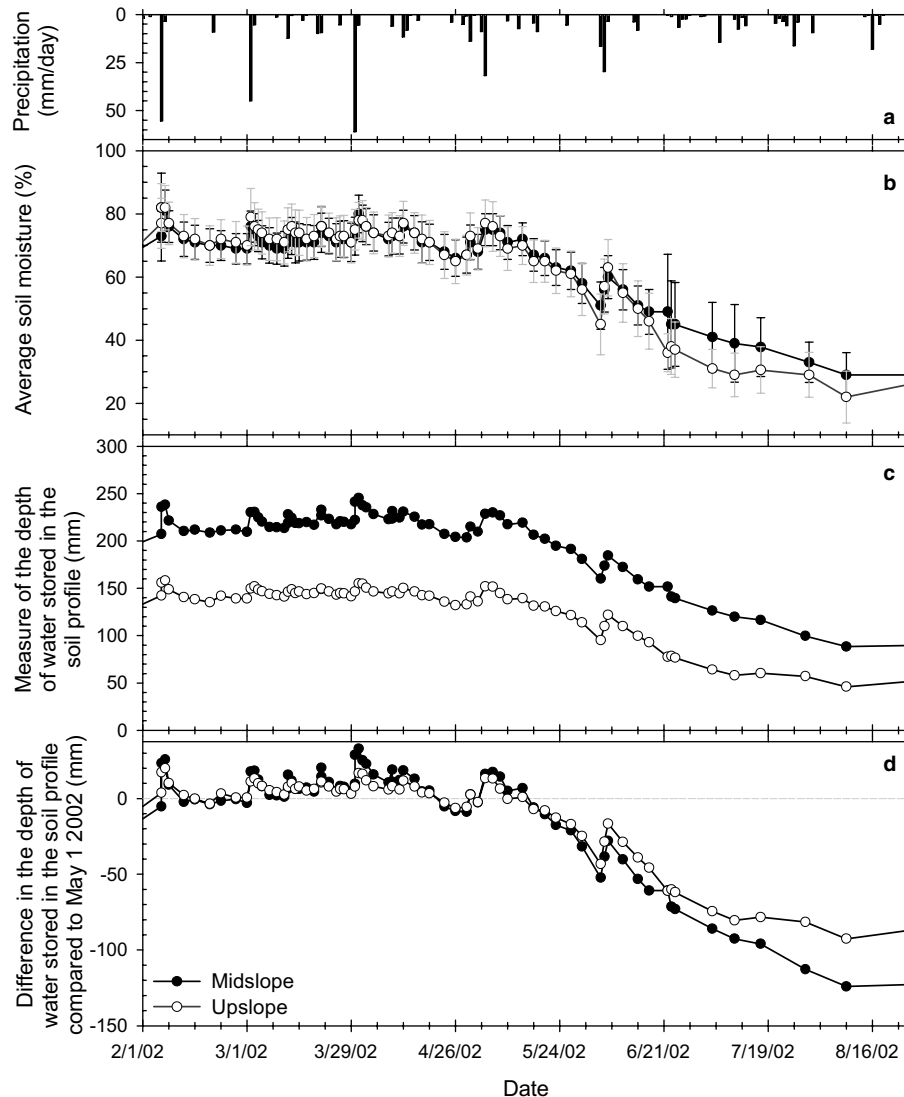 Precipitation
(mm/day)
0
25
50
a
Average soil moisture (%)
100
80
60
40
20
b
Measure of the depth
of water stored in the
soil profile (mm)
300
250
200
150
100
50
0
c
Difference in the depth of
water stored in the soil profile
compared to May 1 2002 (mm)
0
-50
-100
-150
d
Midslope
Upslope
2/1/02 3/1/02 3/29/02 4/26/02 5/24/02 6/21/02 7/19/02 8/16/02
Date